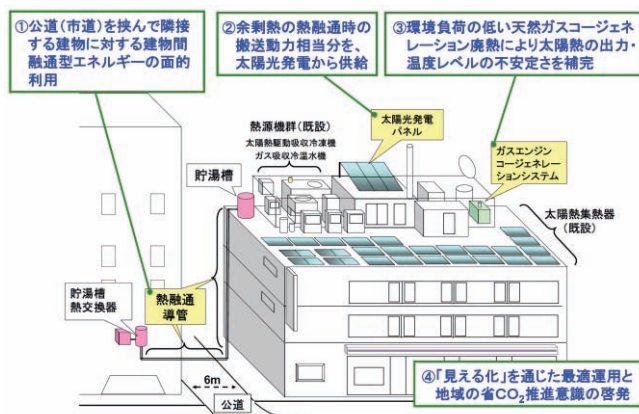 ①公道(市道)を挟んで隣接
する建物に対する建物間
融通型エネルギーの面的
利用
②余剰熱の熱融通時の
搬送動力相当分を、
太陽光発電から供給
③環境負荷の低い天然ガスコージェネ
レーション廃熱により太陽熱の出力・
温度レベルの不安定さを補完
熱源機群(既設)
太陽熱駆動吸収冷凍機
ガス吸収冷温水機
太陽光発電
パネル
ガスエンジン
コージェネレー
ションシステム
貯湯槽
太陽熱集熱器
(既設)
貯湯槽
熱交換器
熱融通
導管
6m
公道
④「見える化」を通じた最適運用と
地域の省CO₂推進意識の啓発